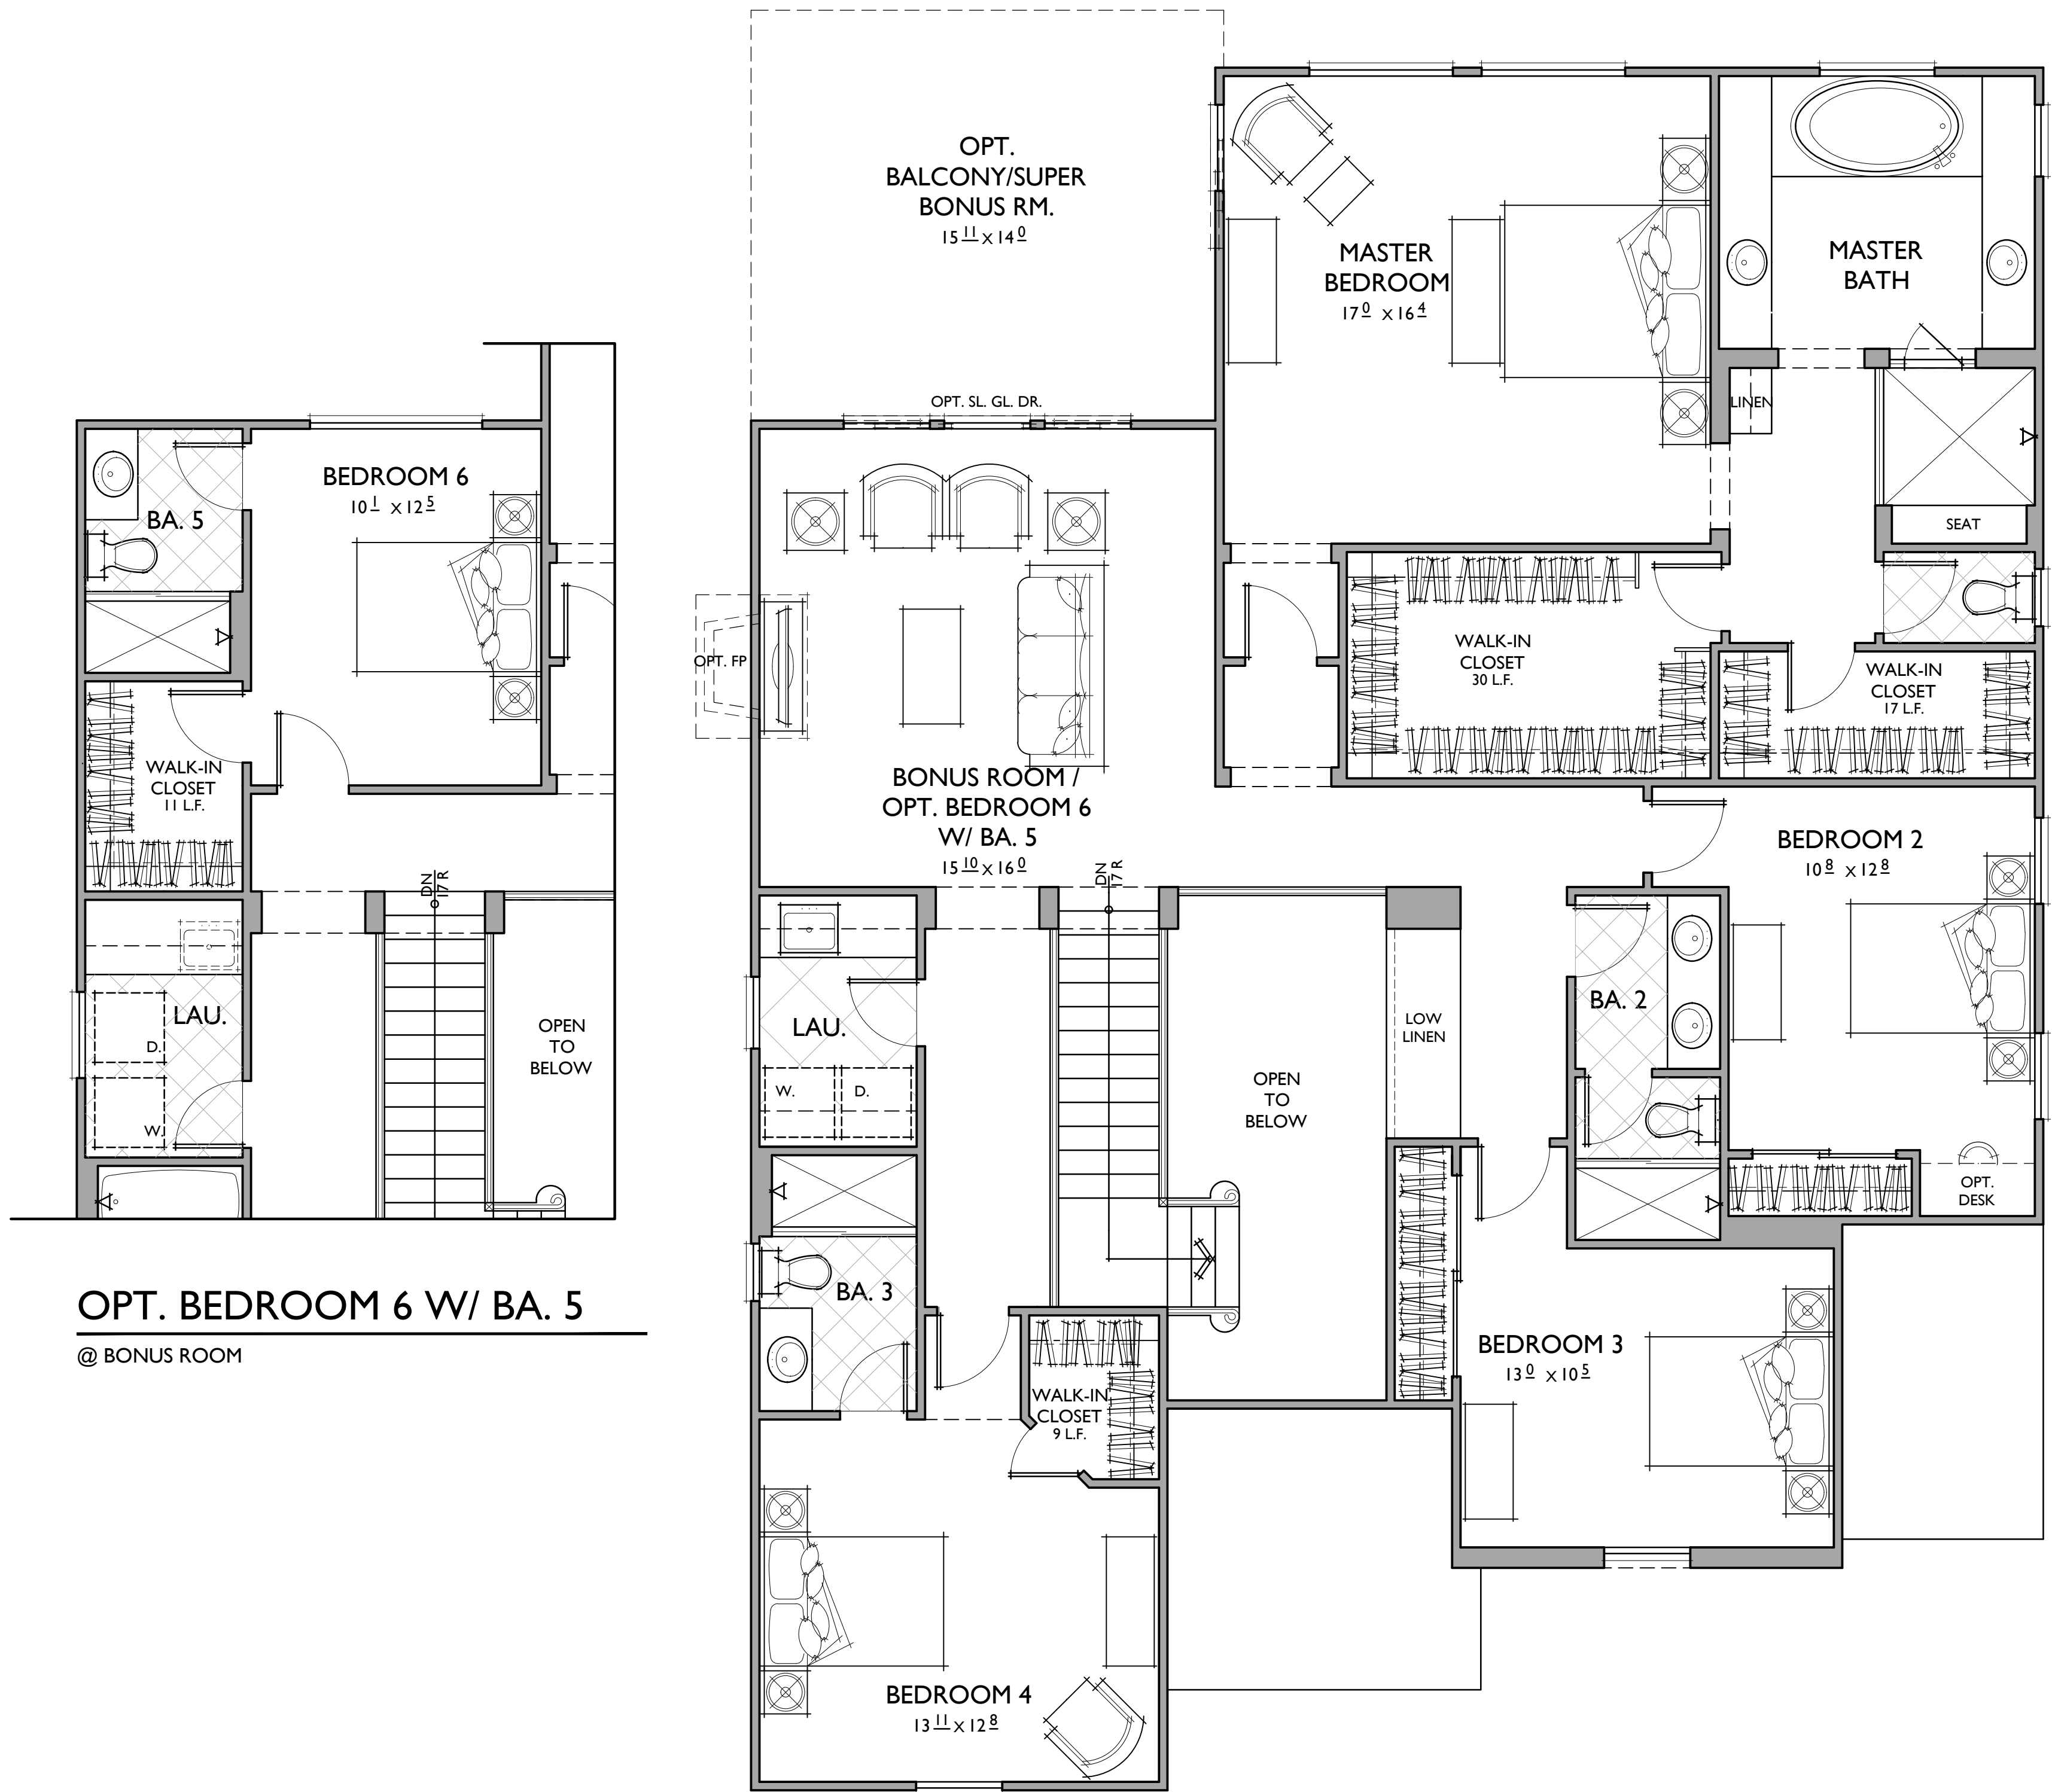 OPT.
BALCONY/SUPER
BONUS RM.
15 11 x 14 0
MASTER
BEDROOM
17 0 x 16 4
MASTER
BATH
LINEN
SEAT
OPT. SL. GL. DR.
BEDROOM 6
10 1 x 12 5
BA. 5
WALK-IN
CLOSET
11 L.F.
DN
17 R
LAU.
D.
W.
OPEN
TO
BELOW
OPT. BEDROOM 6 W/ BA. 5
@ BONUS ROOM
OPT. FP
BONUS ROOM /
OPT. BEDROOM 6
W/ BA. 5
15 10 x 16 0
WALK-IN
CLOSET
30 L.F.
WALK-IN
CLOSET
17 L.F.
DN
17 R
BEDROOM 2
10 8 x 12 8
LAU.
W.
D.
OPEN
TO
BELOW
LOW
LINEN
BA. 2
OPT.
DESK
BA. 3
WALK-IN
CLOSET
9 L.F.
BEDROOM 3
13 0 x 10 5
BEDROOM 4
13 11 x 12 8